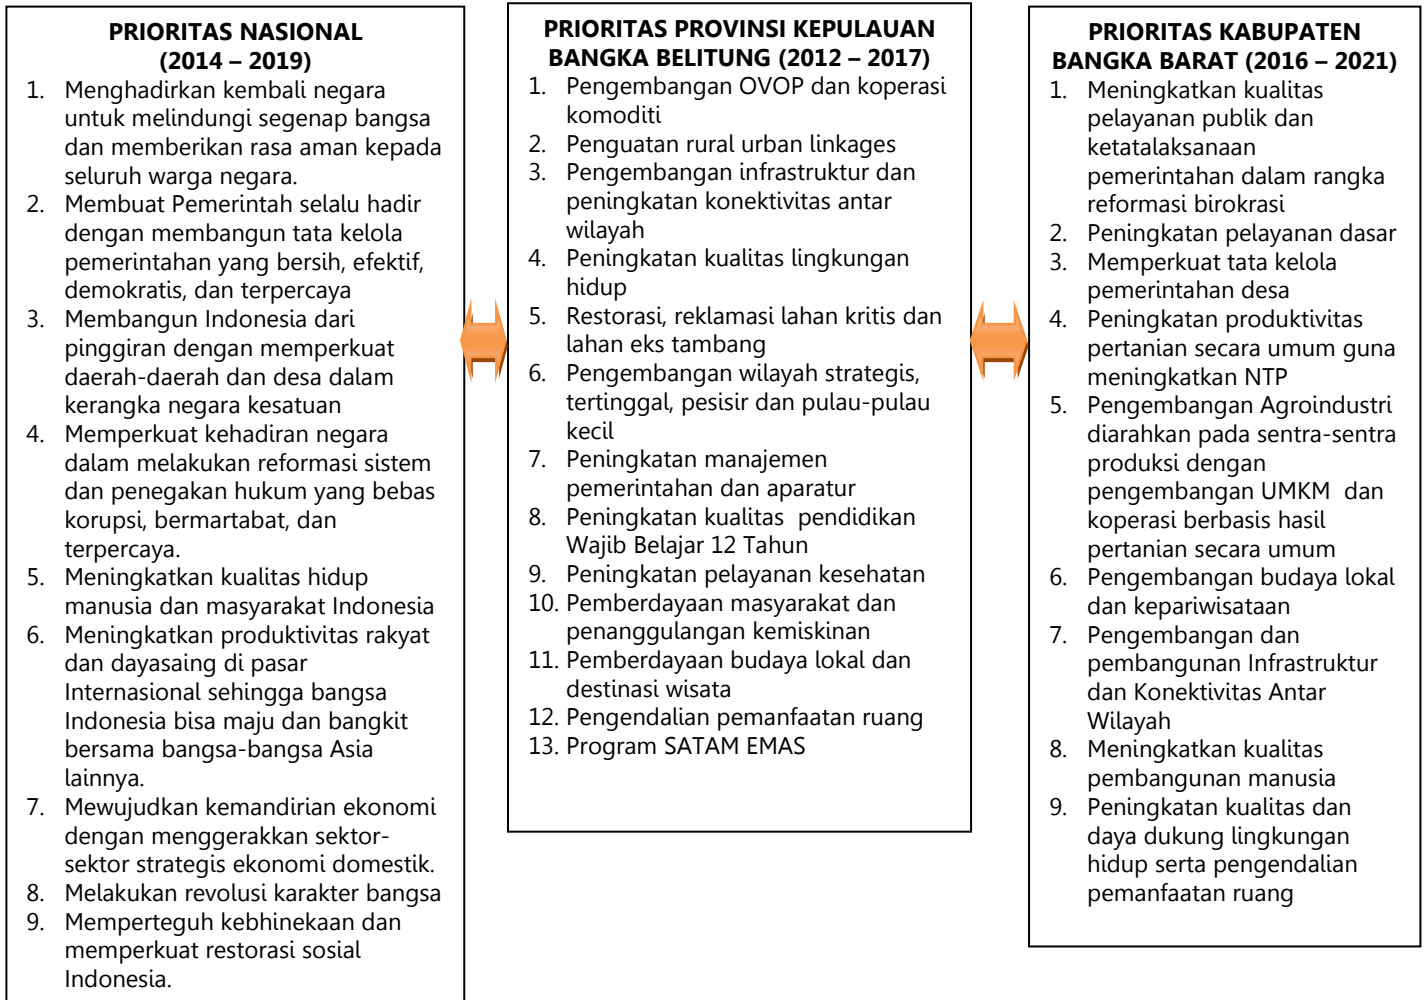 PRIORITAS NASIONAL
(2014 – 2019)
1. Menghadirkan kembali negara
untuk melindungi segenap bangsa
dan memberikan rasa aman kepada
seluruh warga negara.
2. Membuat Pemerintah selalu hadir
dengan membangun tata kelola
pemerintahan yang bersih, efektif,
demokratis, dan terpercaya
3. Membangun Indonesia dari
pinggiran dengan memperkuat
daerah-daerah dan desa dalam
kerangka negara kesatuan
4. Memperkuat kehadiran negara
dalam melakukan reformasi sistem
dan penegakan hukum yang bebas
korupsi, bermartabat, dan
terpercaya.
5. Meningkatkan kualitas hidup
manusia dan masyarakat Indonesia
6. Meningkatkan produktivitas rakyat
dan dayasaing di pasar
Internasional sehingga bangsa
Indonesia bisa maju dan bangkit
bersama bangsa-bangsa Asia
lainnya.
7. Mewujudkan kemandirian ekonomi
dengan menggerakkan sektor-
sektor strategis ekonomi domestik.
8. Melakukan revolusi karakter bangsa
9. Memperteguh kebhinekaan dan
memperkuat restorasi sosial
Indonesia.
PRIORITAS PROVINSI KEPULAUAN
BANGKA BELITUNG (2012 – 2017)
1. Pengembangan OVOP dan koperasi
komoditi
2. Penguatan rural urban linkages
3. Pengembangan infrastruktur dan
peningkatan konektivitas antar
wilayah
4. Peningkatan kualitas lingkungan
hidup
5. Restorasi, reklamasi lahan kritis dan
lahan eks tambang
6. Pengembangan wilayah strategis,
tertinggal, pesisir dan pulau-pulau
kecil
7. Peningkatan manajemen
pemerintahan dan aparatur
8. Peningkatan kualitas pendidikan
Wajib Belajar 12 Tahun
9. Peningkatan pelayanan kesehatan
10. Pemberdayaan masyarakat dan
penanggulangan kemiskinan
11. Pemberdayaan budaya lokal dan
destinasi wisata
12. Pengendalian pemanfaatan ruang
13. Program SATAM EMAS
PRIORITAS KABUPATEN
BANGKA BARAT (2016 – 2021)
1. Meningkatkan kualitas
pelayanan publik dan
ketatalaksanaan
pemerintahan dalam rangka
reformasi birokrasi
2. Peningkatan pelayanan dasar
3. Memperkuat tata kelola
pemerintahan desa
4. Peningkatan produktivitas
pertanian secara umum guna
meningkatkan NTP
5. Pengembangan Agroindustri
diarahkan pada sentra-sentra
produksi dengan
pengembangan UMKM dan
koperasi berbasis hasil
pertanian secara umum
6. Pengembangan budaya lokal
dan kepariwisataan
7. Pengembangan dan
pembangunan Infrastruktur
dan Konektivitas Antar
Wilayah
8. Meningkatkan kualitas
pembangunan manusia
9. Peningkatan kualitas dan
daya dukung lingkungan
hidup serta pengendalian
pemanfaatan ruang